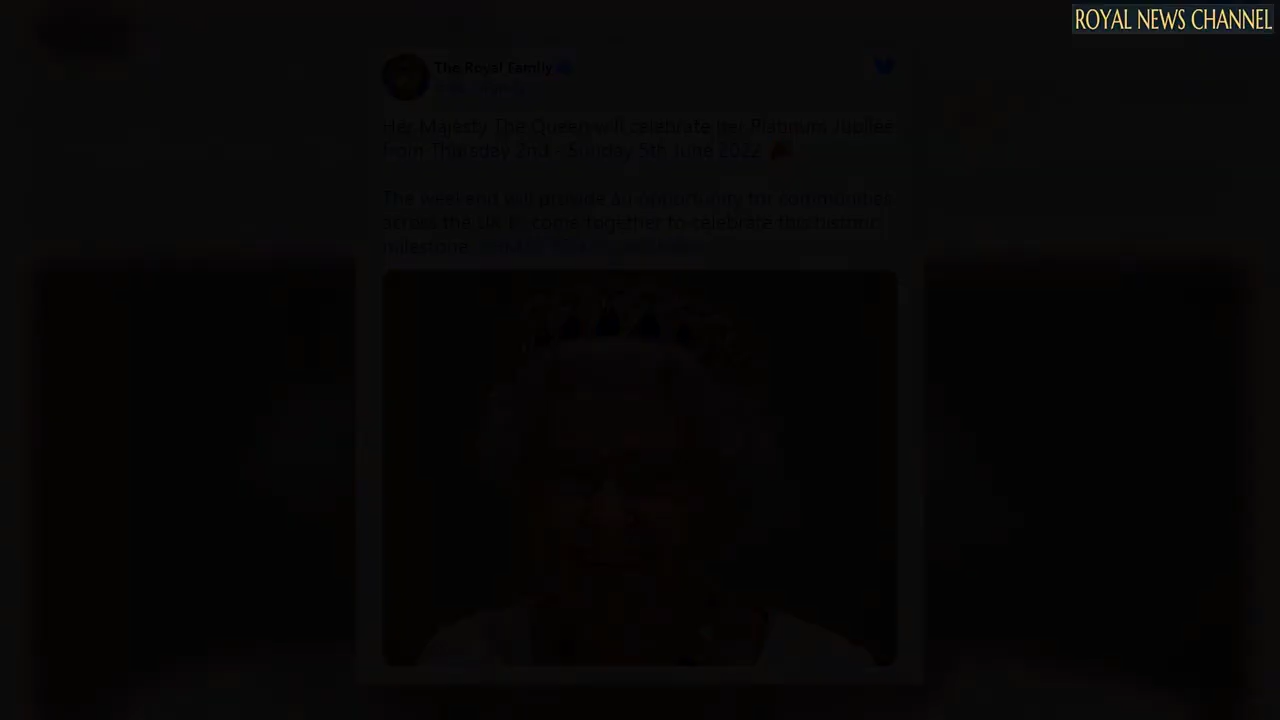 ROYAL NEWS CHANNEL
The Royal Family
Her Majesty The Queen will celebrate her Platinum Jubilee
from Thursday 2nd - Sunday 5th June 2022
The weekend will provide an opportunity for communities
across the UK to come together to celebrate this historic
milestone.